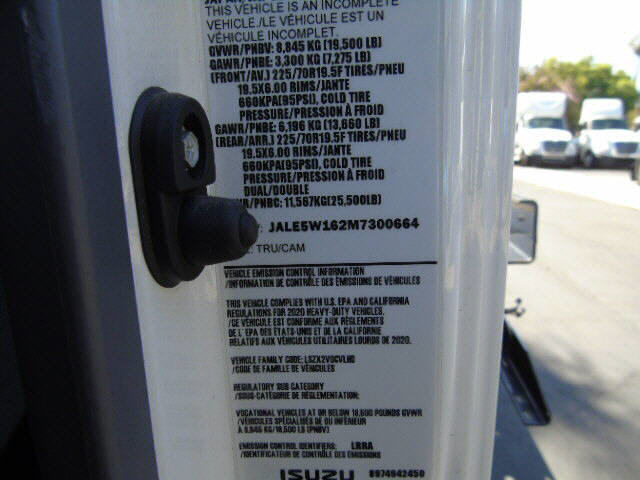 THIS VEHICLE IS AN INCOMPLETE
VEHICLE./LE VÉHICULE EST UN
VÉHICULE INCOMPLET.
GVWR/PNBV: 8,845 KG (19,500 LB)
GAWR/PNBE: 3,300 KG (7,275 LB)
(FRONT/AV.) 225/70R19.5F TIRES/PNEU
19.5X6.00 RIMS/JANTE
660KPA(95PSI), COLD TIRE
PRESSURE/PRESSION À FROID
GAWR/PNBE: 6,196 KG (13,660 LB)
(REAR/ARR.) 225/70R19.5F TIRES/PNEU
19.5X6.00 RIMS/JANTE
660KPA(95PSI), COLD TIRE
PRESSURE/PRESSION À FROID
DUAL/DOUBLE
/PNBC: 11,567KG(25,500LB)
JALE5W162M7300664
: TRU/CAM
VEHICLE EMISSION CONTROL INFORMATION
/INFORMATION DE CONTRÔLE DES ÉMISSIONS DE VÉHICULES
THIS VEHICLE COMPLIES WITH U.S. EPA AND CALIFORNIA
REGULATIONS FOR 2020 HEAVY-DUTY VEHICLES.
/CE VÉHICULE EST CONFORME AUX RÈGLEMENTS
DE L'EPA DES ETATS-UNIS ET DE LA CALIFORNIE
RELATIFS AUX VÉHICULES UTILITAIRES LOURDS DE 2020.
VEHICLE FAMILY CODE: LSZX2VOCVLHD
/CODE DE FAMILLE DE VÉHICULES
REGULATORY SUB CATEGORY
/SOUS-CATÉGORIE DE RÉGLEMENTATION:
VOCATIONAL VEHICLES AT OR BELOW 19,500 POUNDS GVWR
/VÉHICULES SPÉCIALISÉS DE OU INFÉRIEUR
À 8,845 KG/19,500 LB (PNBV)
EMISSION CONTROL IDENTIFIERS: LRRA
/IDENTIFICATEURS DE CONTRÔLE DES ÉMISSIONS
ISUZU 8974942450